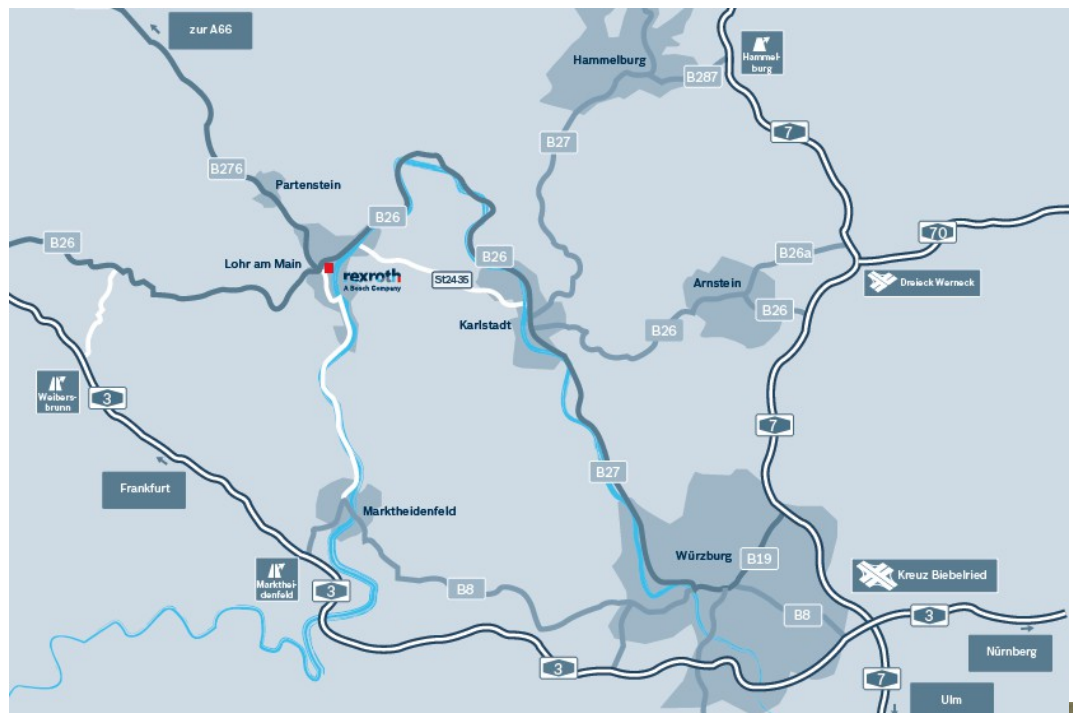 zur A66
Hammelburg
Hammel-
burg
B287
7
B27
B276
Partenstein
B26
B26
Lohr am Main
rexroth
A Bosch Company
B26
St2435
Karlstadt
70
B26a
Arnstein
Dreieck Werneck
B26
B26
Weibers-
brunn
3
7
Frankfurt
B27
Marktheidenfeld
Würzburg
B19
Markthei-
denfeld
3
B8
Kreuz Biebelried
B8
3
Nürnberg
3
7
Ulm